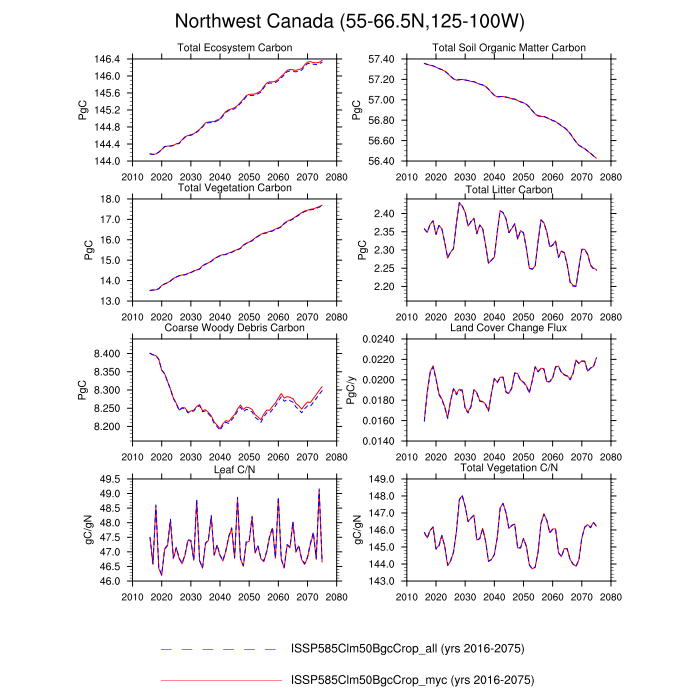 Northwest Canada (55-66.5N,125-100W)
Total Ecosystem Carbon
PgC
146.4
146.0
145.6
145.2
144.8
144.4
144.0
2010 2020 2030 2040 2050 2060 2070 2080
Total Soil Organic Matter Carbon
PgC
57.40
57.20
57.00
56.80
56.60
56.40
2010 2020 2030 2040 2050 2060 2070 2080
Total Vegetation Carbon
PgC
18.0
17.0
16.0
15.0
14.0
13.0
2010 2020 2030 2040 2050 2060 2070 2080
Total Litter Carbon
PgC
2.40
2.35
2.30
2.25
2.20
2010 2020 2030 2040 2050 2060 2070 2080
Coarse Woody Debris Carbon
PgC
8.400
8.350
8.300
8.250
8.200
2010 2020 2030 2040 2050 2060 2070 2080
Land Cover Change Flux
PgC/y
0.0240
0.0220
0.0200
0.0180
0.0160
0.0140
2010 2020 2030 2040 2050 2060 2070 2080
Leaf C/N
gC/gN
49.5
49.0
48.5
48.0
47.5
47.0
46.5
46.0
2010 2020 2030 2040 2050 2060 2070 2080
Total Vegetation C/N
gC/gN
149.0
148.0
147.0
146.0
145.0
144.0
143.0
2010 2020 2030 2040 2050 2060 2070 2080
ISSP585Clm50BgcCrop_all (yrs 2016-2075)
ISSP585Clm50BgcCrop_myc (yrs 2016-2075)